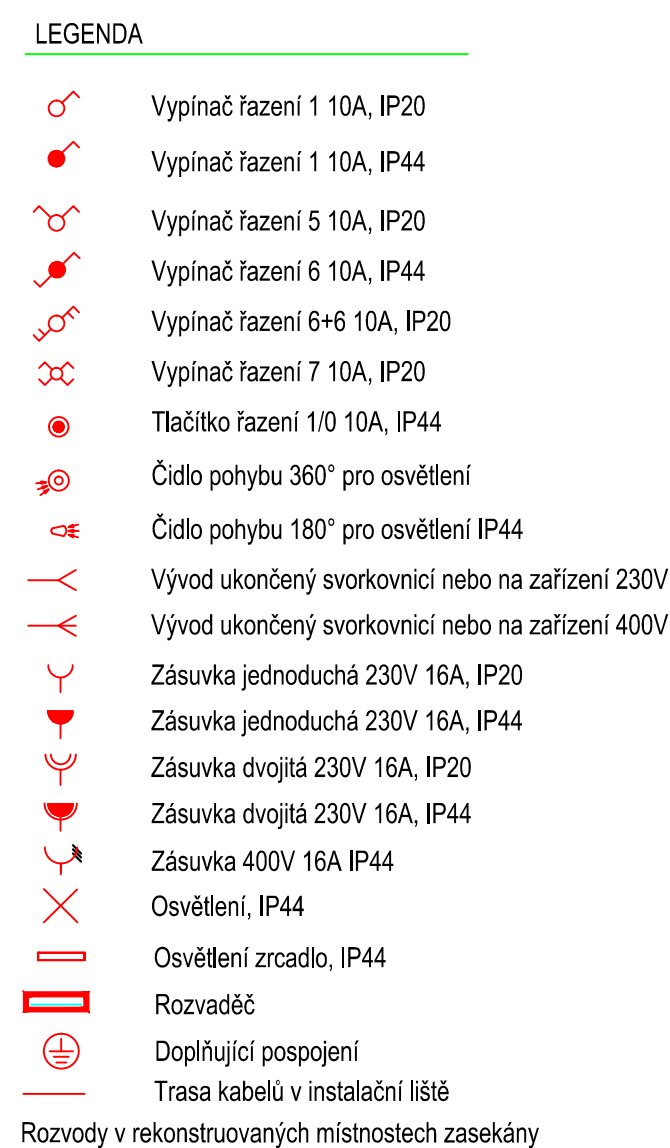 LEGENDA
Vypínač řazení 1 10A, IP20
Vypínač řazení 1 10A, IP44
Vypínač řazení 5 10A, IP20
Vypínač řazení 6 10A, IP44
Vypínač řazení 6+6 10A, IP20
Vypínač řazení 7 10A, IP20
Tlačítko řazení 1/0 10A, IP44
Čidlo pohybu 360° pro osvětlení
Čidlo pohybu 180° pro osvětlení IP44
Vývod ukončený svorkovnicí nebo na zařízení 230V
Vývod ukončený svorkovnicí nebo na zařízení 400V
Zásuvka jednoduchá 230V 16A, IP20
Zásuvka jednoduchá 230V 16A, IP44
Zásuvka dvojitá 230V 16A, IP20
Zásuvka dvojitá 230V 16A, IP44
Zásuvka 400V 16A IP44
Osvětlení, IP44
Osvětlení zrcadlo, IP44
Rozvaděč
Doplňující pospojení
Trasa kabelů v instalační liště
Rozvody v rekonstruovaných místnostech zasekány